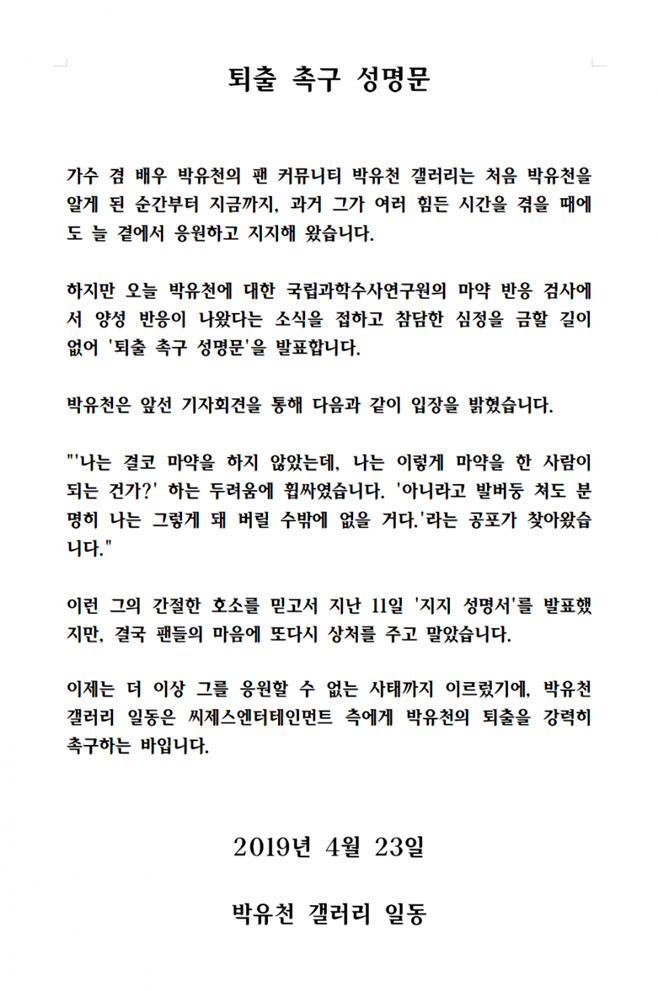 퇴출 촉구 성명문
가수 겸 배우 박유천의 팬 커뮤니티 박유천 갤러리는 처음 박유천을
알게 된 순간부터 지금까지, 과거 그가 여러 힘든 시간을 겪을 때에
도 늘 곁에서 응원하고 지지해 왔습니다.
하지만 오늘 박유천에 대한 국립과학수사연구원의 마약 반응 검사에
서 양성 반응이 나왔다는 소식을 접하고 참담한 심정을 금할 길이
없어 '퇴출 촉구 성명문'을 발표합니다.
박유천은 앞선 기자회견을 통해 다음과 같이 입장을 밝혔습니다.
"'나는 결코 마약을 하지 않았는데, 나는 이렇게 마약을 한 사람이
되는 건가?' 하는 두려움에 휩싸였습니다. '아니라고 발버둥 쳐도 분
명히 나는 그렇게 돼 버릴 수밖에 없을 거다.'라는 공포가 찾아왔습
니다."
이런 그의 간절한 호소를 믿고서 지난 11일 '지지 성명서'를 발표했
지만, 결국 팬들의 마음에 또다시 상처를 주고 말았습니다.
이제는 더 이상 그를 응원할 수 없는 사태까지 이르렀기에, 박유천
갤러리 일동은 씨제스엔터테인먼트 측에게 박유천의 퇴출을 강력히
촉구하는 바입니다.
2019년 4월 23일
박유천 갤러리 일동